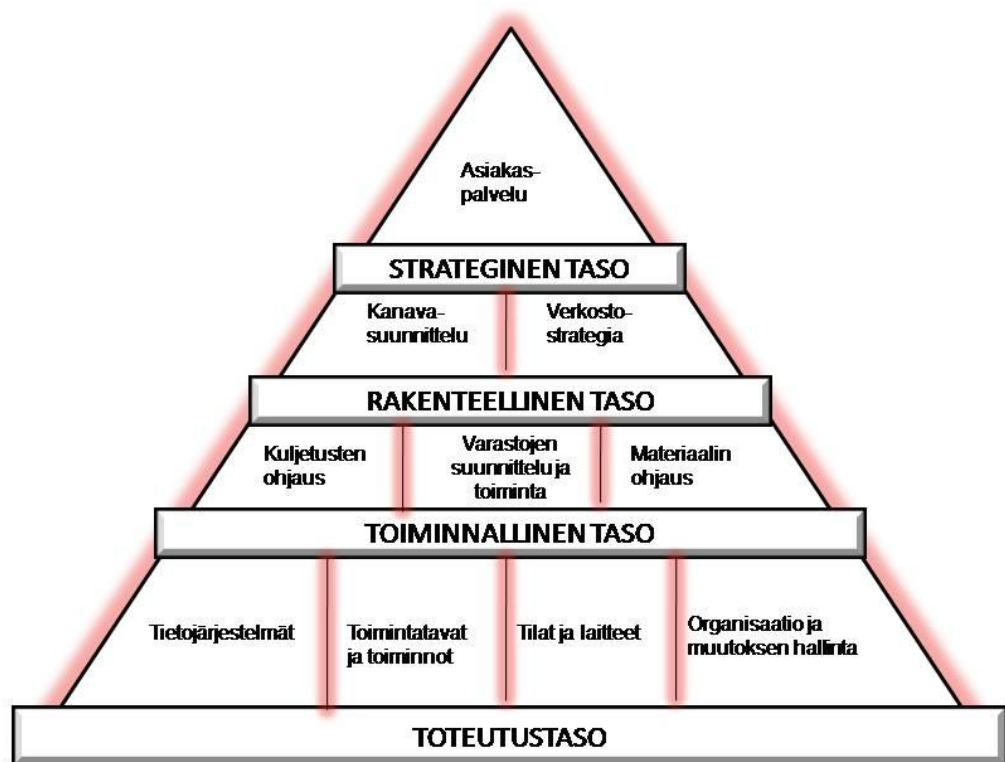 Asiakas-
palvelu
STRATEGINEN TASO
Kanava-
suunnittelu
Verkosto-
strategia
RAKENTEELLINEN TASO
Kuljetusten
ohjaus
Varastojen
suunnittelu ja
toiminta
Materiaalin
ohjaus
TOIMINNALLINEN TASO
Tietojärjestelmät
Toimintatavat
ja toiminnot
Tilat ja laitteet
Organisaatio ja
muutoksen hallinta
TOTEUTUSTASO